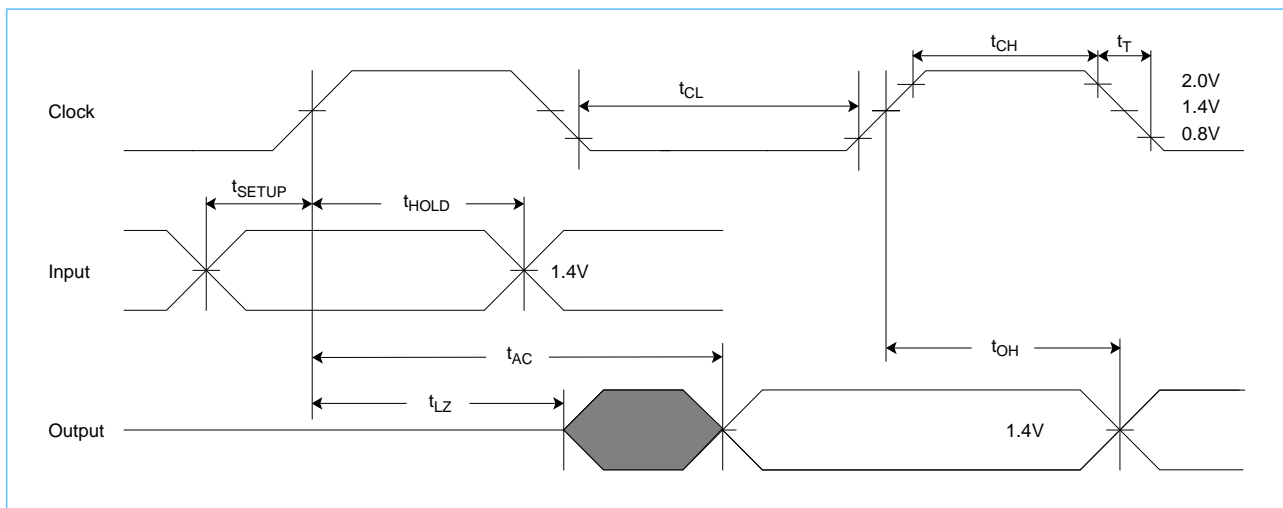 t_CH
t_T
2.0V
Clock
t_CL
1.4V
0.8V
t_SETUP
t_HOLD
Input
1.4V
t_AC
t_OH
t_LZ
Output
1.4V